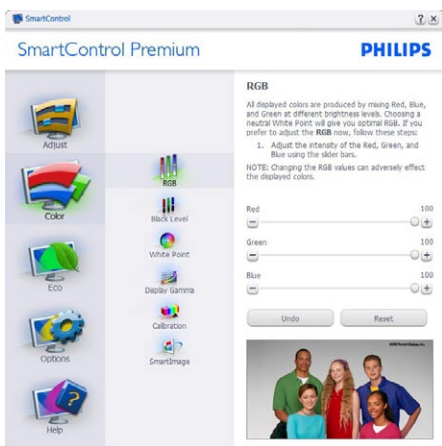 SmartControl
SmartControl Premium
PHILIPS
Adjust
Color
Eco
Options
Help
RGB
Black Level
White Point
Display Gamma
Calibration
SmartImage
RGB
All displayed colors are produced by mixing Red, Blue,
and Green at different brightness levels. Choosing a
neutral White Point will give you optimal RGB. If you
prefer to adjust the RGB now, follow these steps:
1. Adjust the intensity of the Red, Green, and
Blue using the slider bars.
NOTE: Changing the RGB values can adversely effect
the displayed colors.
Red 100
Green 100
Blue 100
Undo Reset